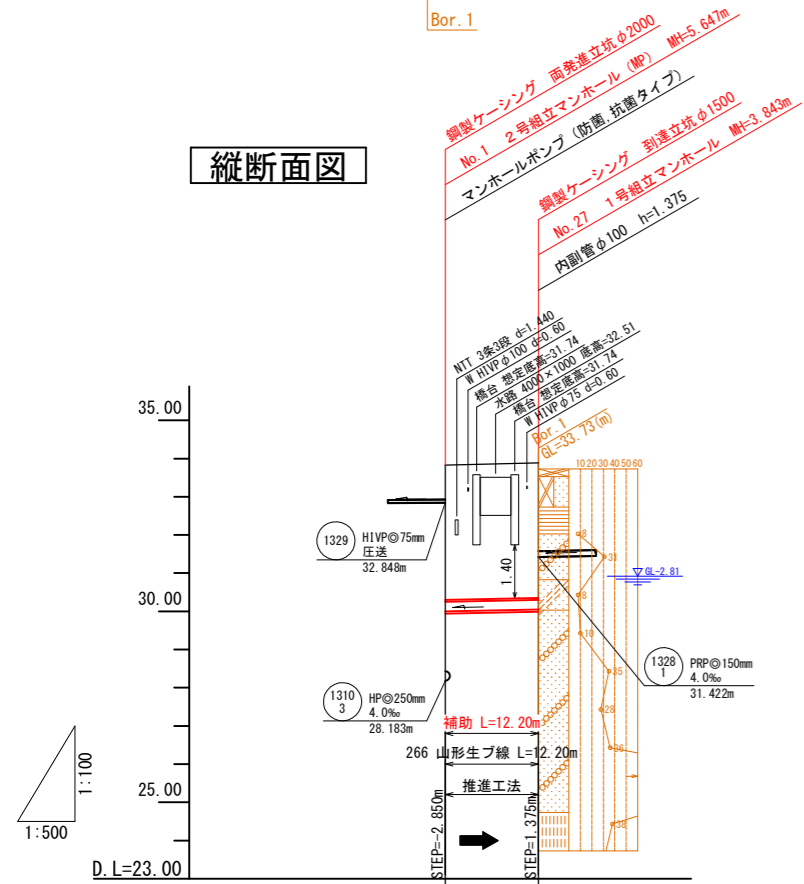 Bor.1
縦断面図
鋼製ケーシング 両発進立坑φ2000
No.1 2号組立マンホール(MP) MH=5.647m
マンホールポンプ(防菌,抗菌タイプ)
鋼製ケーシング 到達立坑φ1500
No.27 1号組立マンホール MH=3.843m
内副管φ100 h=1.375
NTT 3条3段 d=1.440
W HIVPφ100 d=0.60
橋台 想定底高=31.74
水路 4000×1000 底高=32.51
橋台 想定底高=31.74
W HIVPφ75 d=0.60
Bor.1
GL=33.73(m)
10 20 30 40 50 60
35.00
8
31
8
10
35
28
36
38
1329
HIVP◎75mm
圧送
32.848m
1.40
GL-2.81
30.00
1328
1
PRP◎150mm
4.0‰
31.422m
1310
3
HP◎250mm
4.0‰
28.183m
補助 L=12.20m
266 山形生ブ線 L=12.20m
推進工法
25.00
STEP=-2.850m
STEP=1.375m
1:100
1:500
D.L=23.00